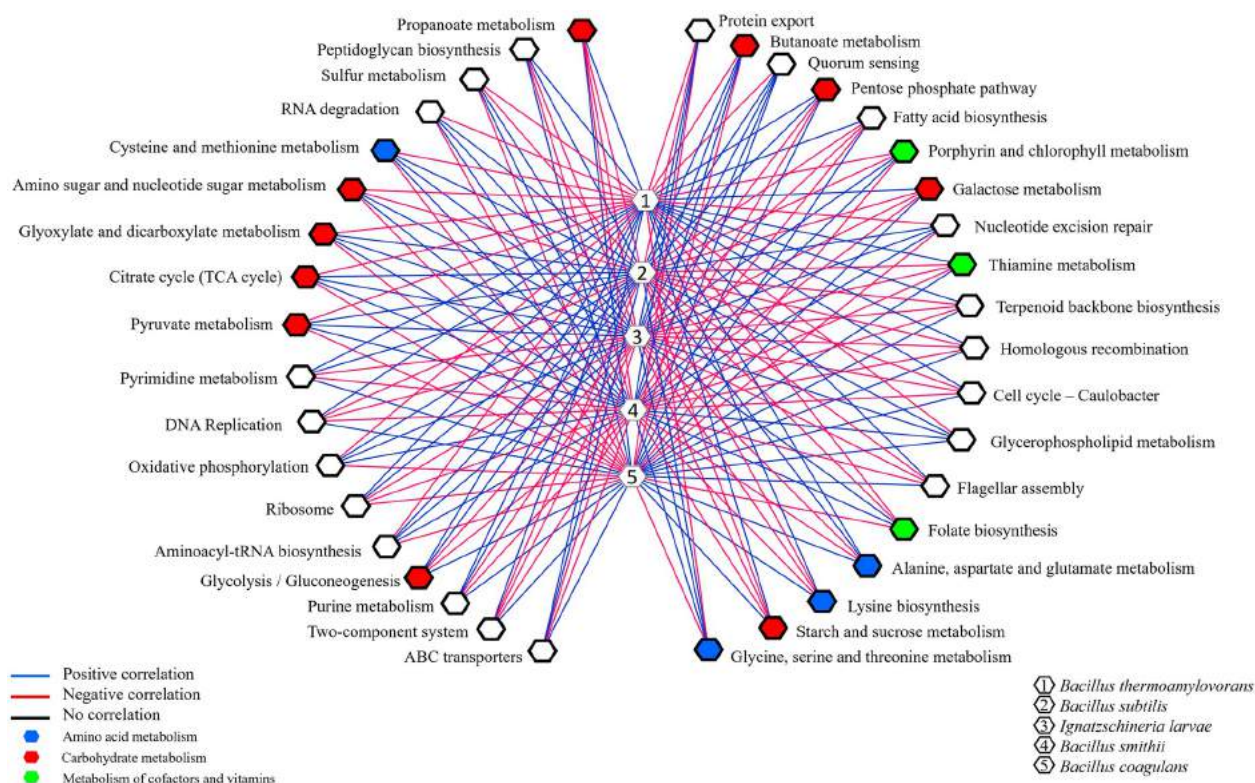 Propanoate metabolism
Peptidoglycan biosynthesis
Sulfur metabolism
RNA degradation
Cysteine and methionine metabolism
Amino sugar and nucleotide sugar metabolism
Glyoxylate and dicarboxylate metabolism
Citrate cycle (TCA cycle)
Pyruvate metabolism
Pyrimidine metabolism
DNA Replication
Oxidative phosphorylation
Ribosome
Aminoacyl-tRNA biosynthesis
Glycolysis / Gluconeogenesis
Purine metabolism
Two-component system
ABC transporters
Protein export
Butanoate metabolism
Quorum sensing
Pentose phosphate pathway
Fatty acid biosynthesis
Porphyrin and chlorophyll metabolism
Galactose metabolism
Nucleotide excision repair
Thiamine metabolism
Terpenoid backbone biosynthesis
Homologous recombination
Cell cycle – Caulobacter
Glycerophospholipid metabolism
Flagellar assembly
Folate biosynthesis
Alanine, aspartate and glutamate metabolism
Lysine biosynthesis
Starch and sucrose metabolism
Glycine, serine and threonine metabolism
1
2
3
4
5
Positive correlation
Negative correlation
No correlation
Amino acid metabolism
Carbohydrate metabolism
Metabolism of cofactors and vitamins
1 Bacillus thermoamylovorans
2 Bacillus subtilis
3 Ignatzschineria larvae
4 Bacillus smithii
5 Bacillus coagulans